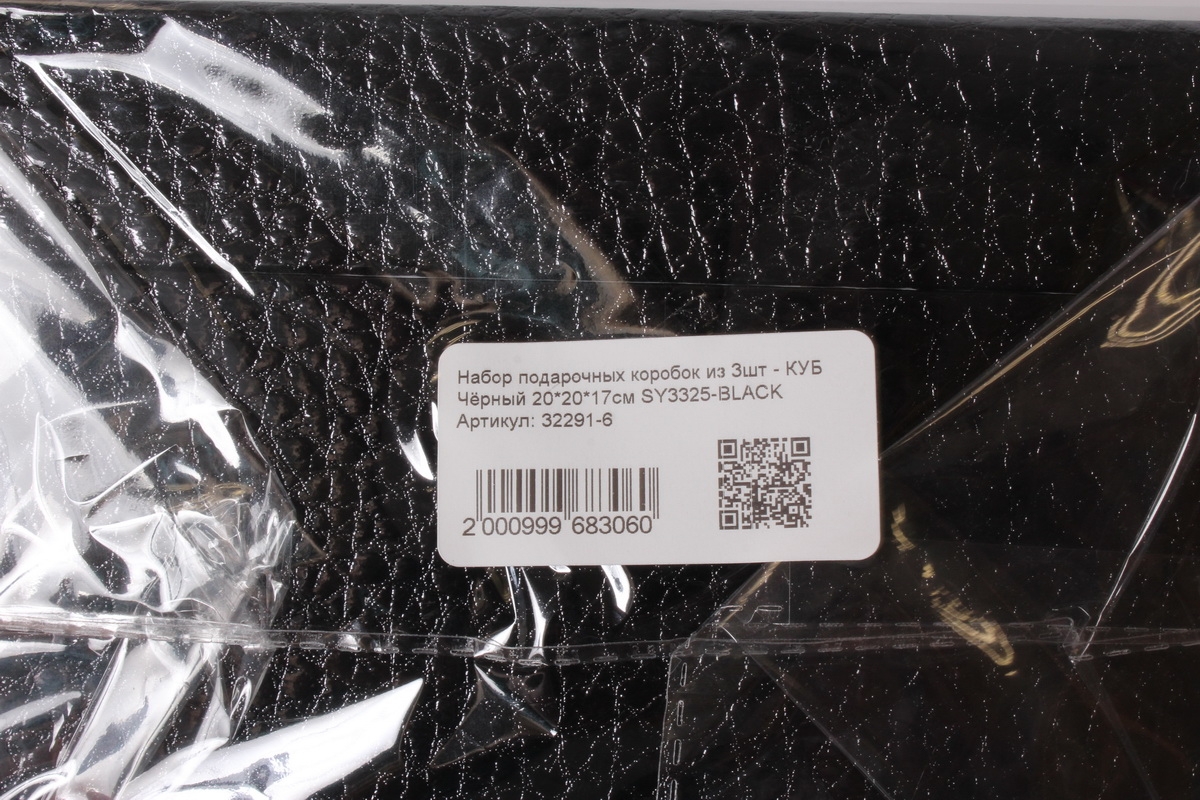 Набор подарочных коробок из 3шт - КУБ
Чёрный 20*20*17см SY3325-BLACK
Артикул: 32291-6
2 000999 683060